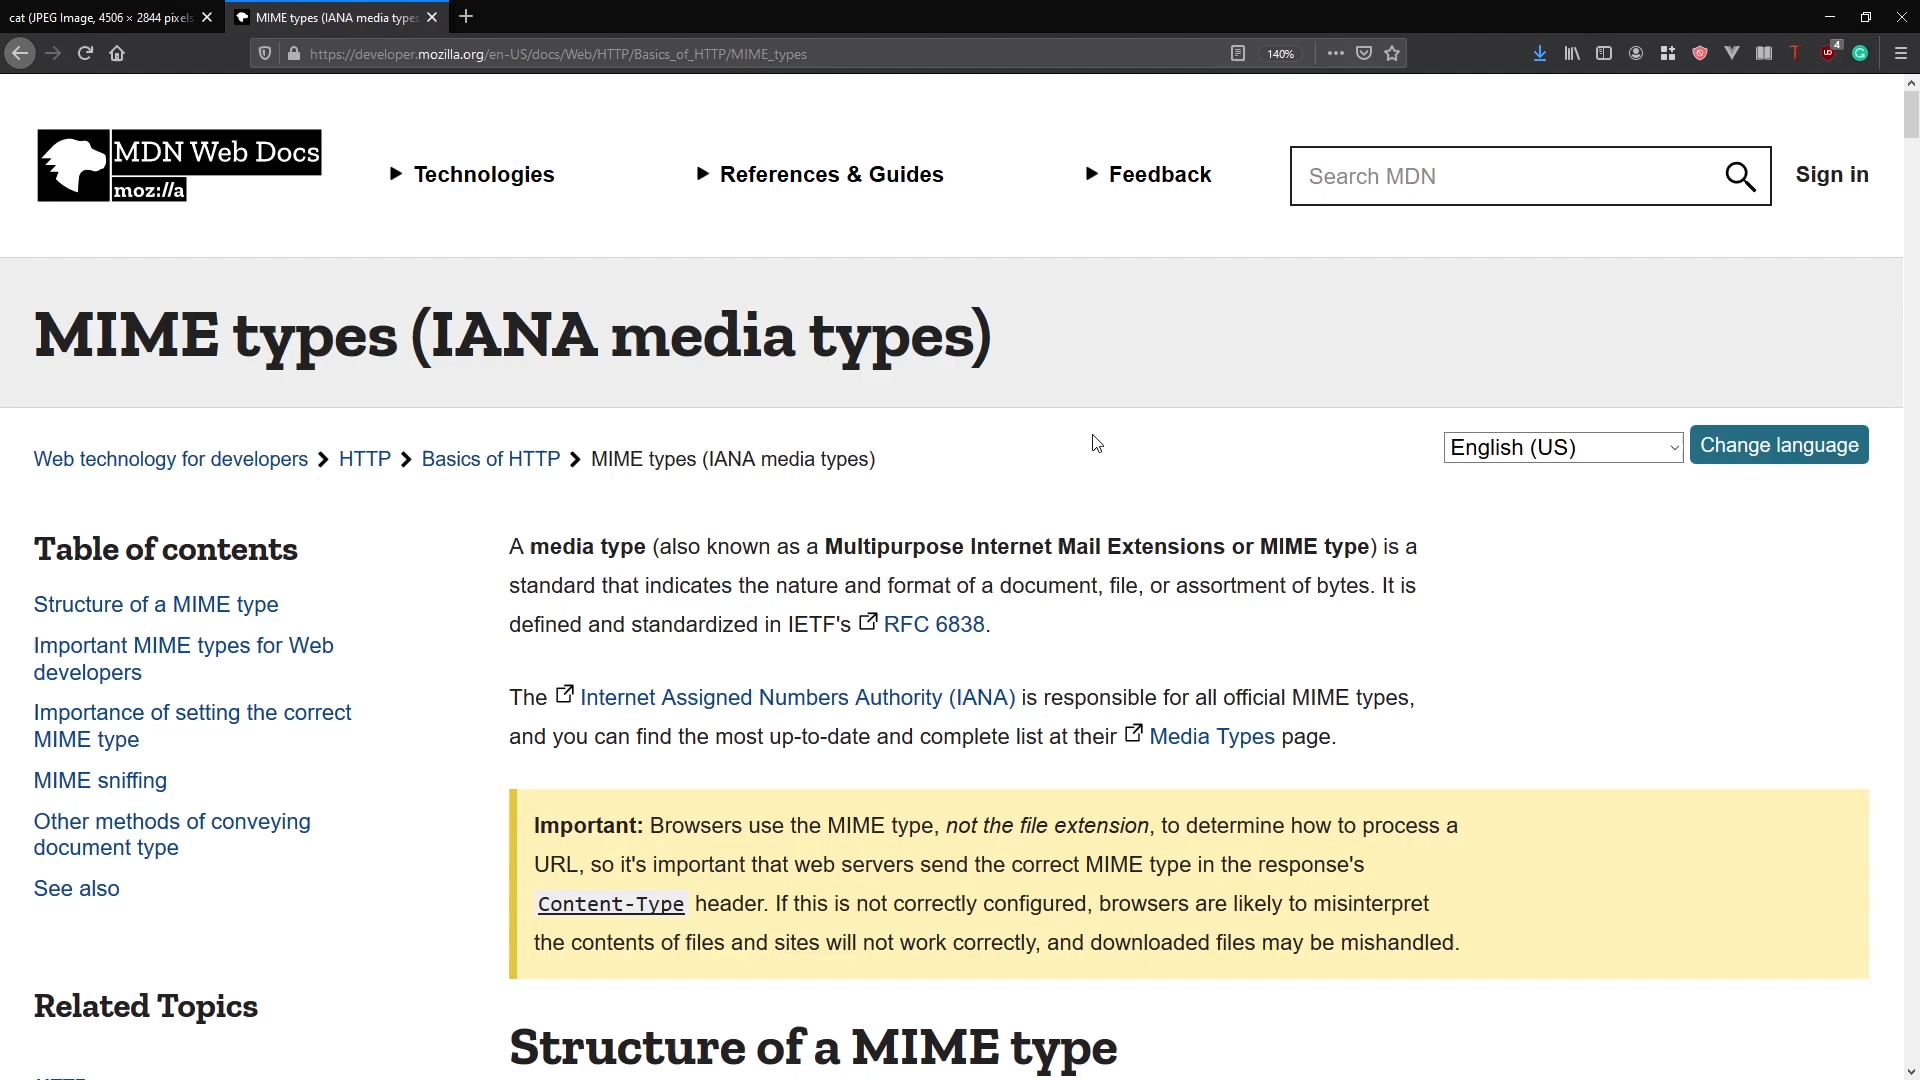 cat (JPEG Image, 4506 × 2844 pixels
MIME types (IANA media types
https://developer.mozilla.org/en-US/docs/Web/HTTP/Basics_of_HTTP/MIME_types
140%
4
MDN Web Docs
moz://a
Technologies
References & Guides
Feedback
Search MDN
Sign in
MIME types (IANA media types)
Web technology for developers > HTTP > Basics of HTTP > MIME types (IANA media types)
English (US)
Change language
Table of contents
Structure of a MIME type
Important MIME types for Web
developers
Importance of setting the correct
MIME type
MIME sniffing
Other methods of conveying
document type
See also
Related Topics
A media type (also known as a Multipurpose Internet Mail Extensions or MIME type) is a
standard that indicates the nature and format of a document, file, or assortment of bytes. It is
defined and standardized in IETF's RFC 6838.
The Internet Assigned Numbers Authority (IANA) is responsible for all official MIME types,
and you can find the most up-to-date and complete list at their Media Types page.
Important: Browsers use the MIME type, not the file extension, to determine how to process a
URL, so it's important that web servers send the correct MIME type in the response's
Content-Type header. If this is not correctly configured, browsers are likely to misinterpret
the contents of files and sites will not work correctly, and downloaded files may be mishandled.
Structure of a MIME type